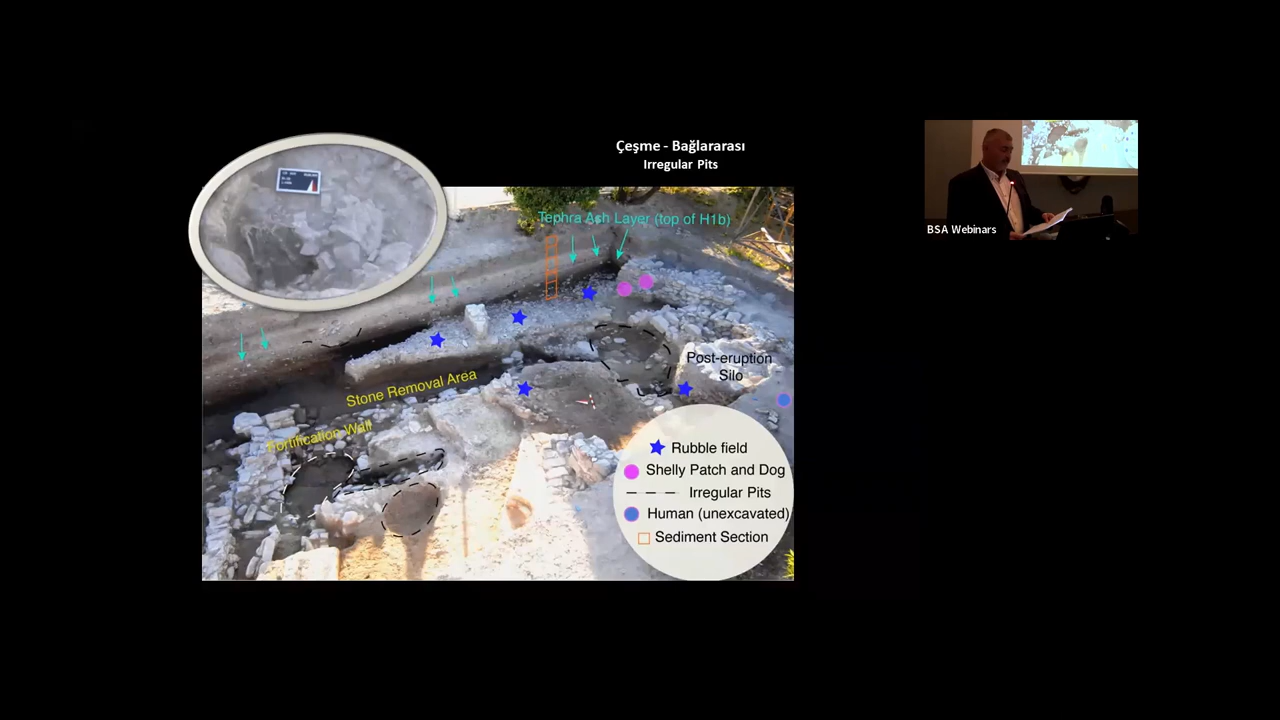 Çeşme - Bağlararası
Irregular Pits
Tephra Ash Layer (top of H1b)
BSA Webinars
Post-eruption
Silo
Stone Removal Area
Fortification Wall
Rubble field
Shelly Patch and Dog
Irregular Pits
Human (unexcavated)
Sediment Section